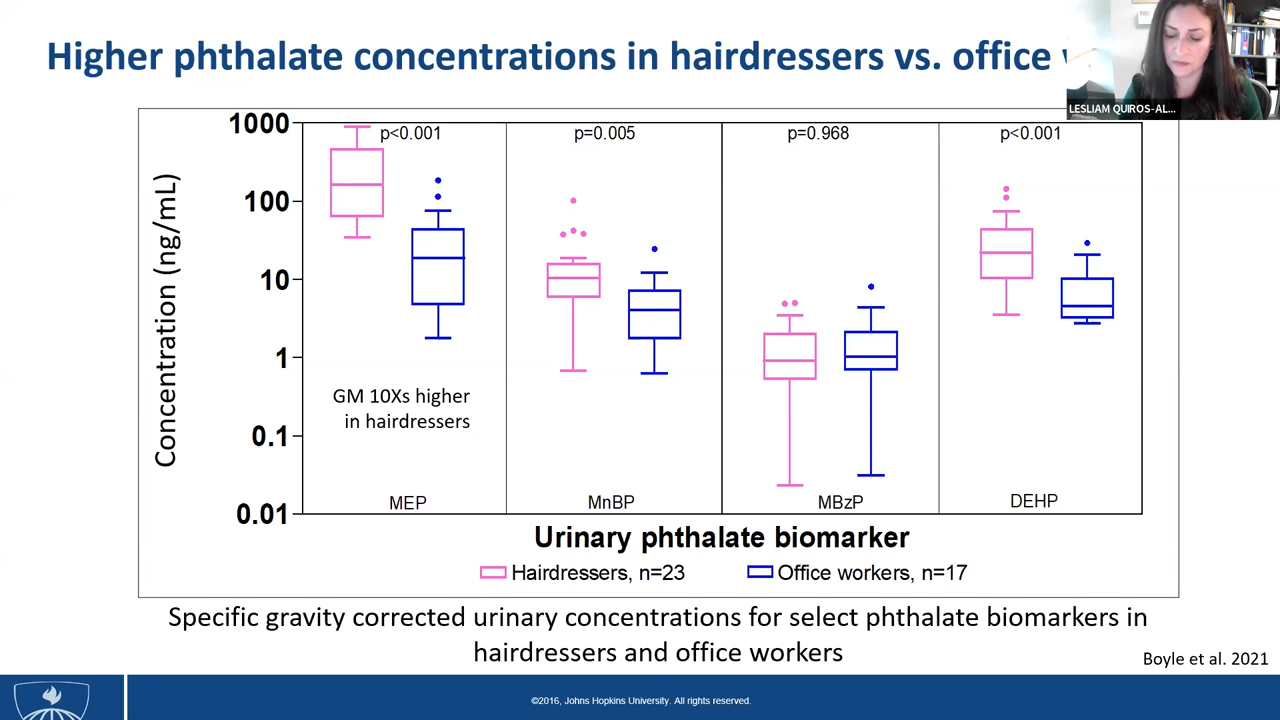 Higher phthalate concentrations in hairdressers vs. office
LESLIAM QUIROS-AL...
1000
100
10
1
0.1
0.01
Concentration (ng/mL)
p<0.001
p=0.005
p=0.968
p<0.001
GM 10Xs higher
in hairdressers
MEP
MnBP
MBzP
DEHP
Urinary phthalate biomarker
Hairdressers, n=23
Office workers, n=17
Specific gravity corrected urinary concentrations for select phthalate biomarkers in
hairdressers and office workers
Boyle et al. 2021
©2016, Johns Hopkins University. All rights reserved.